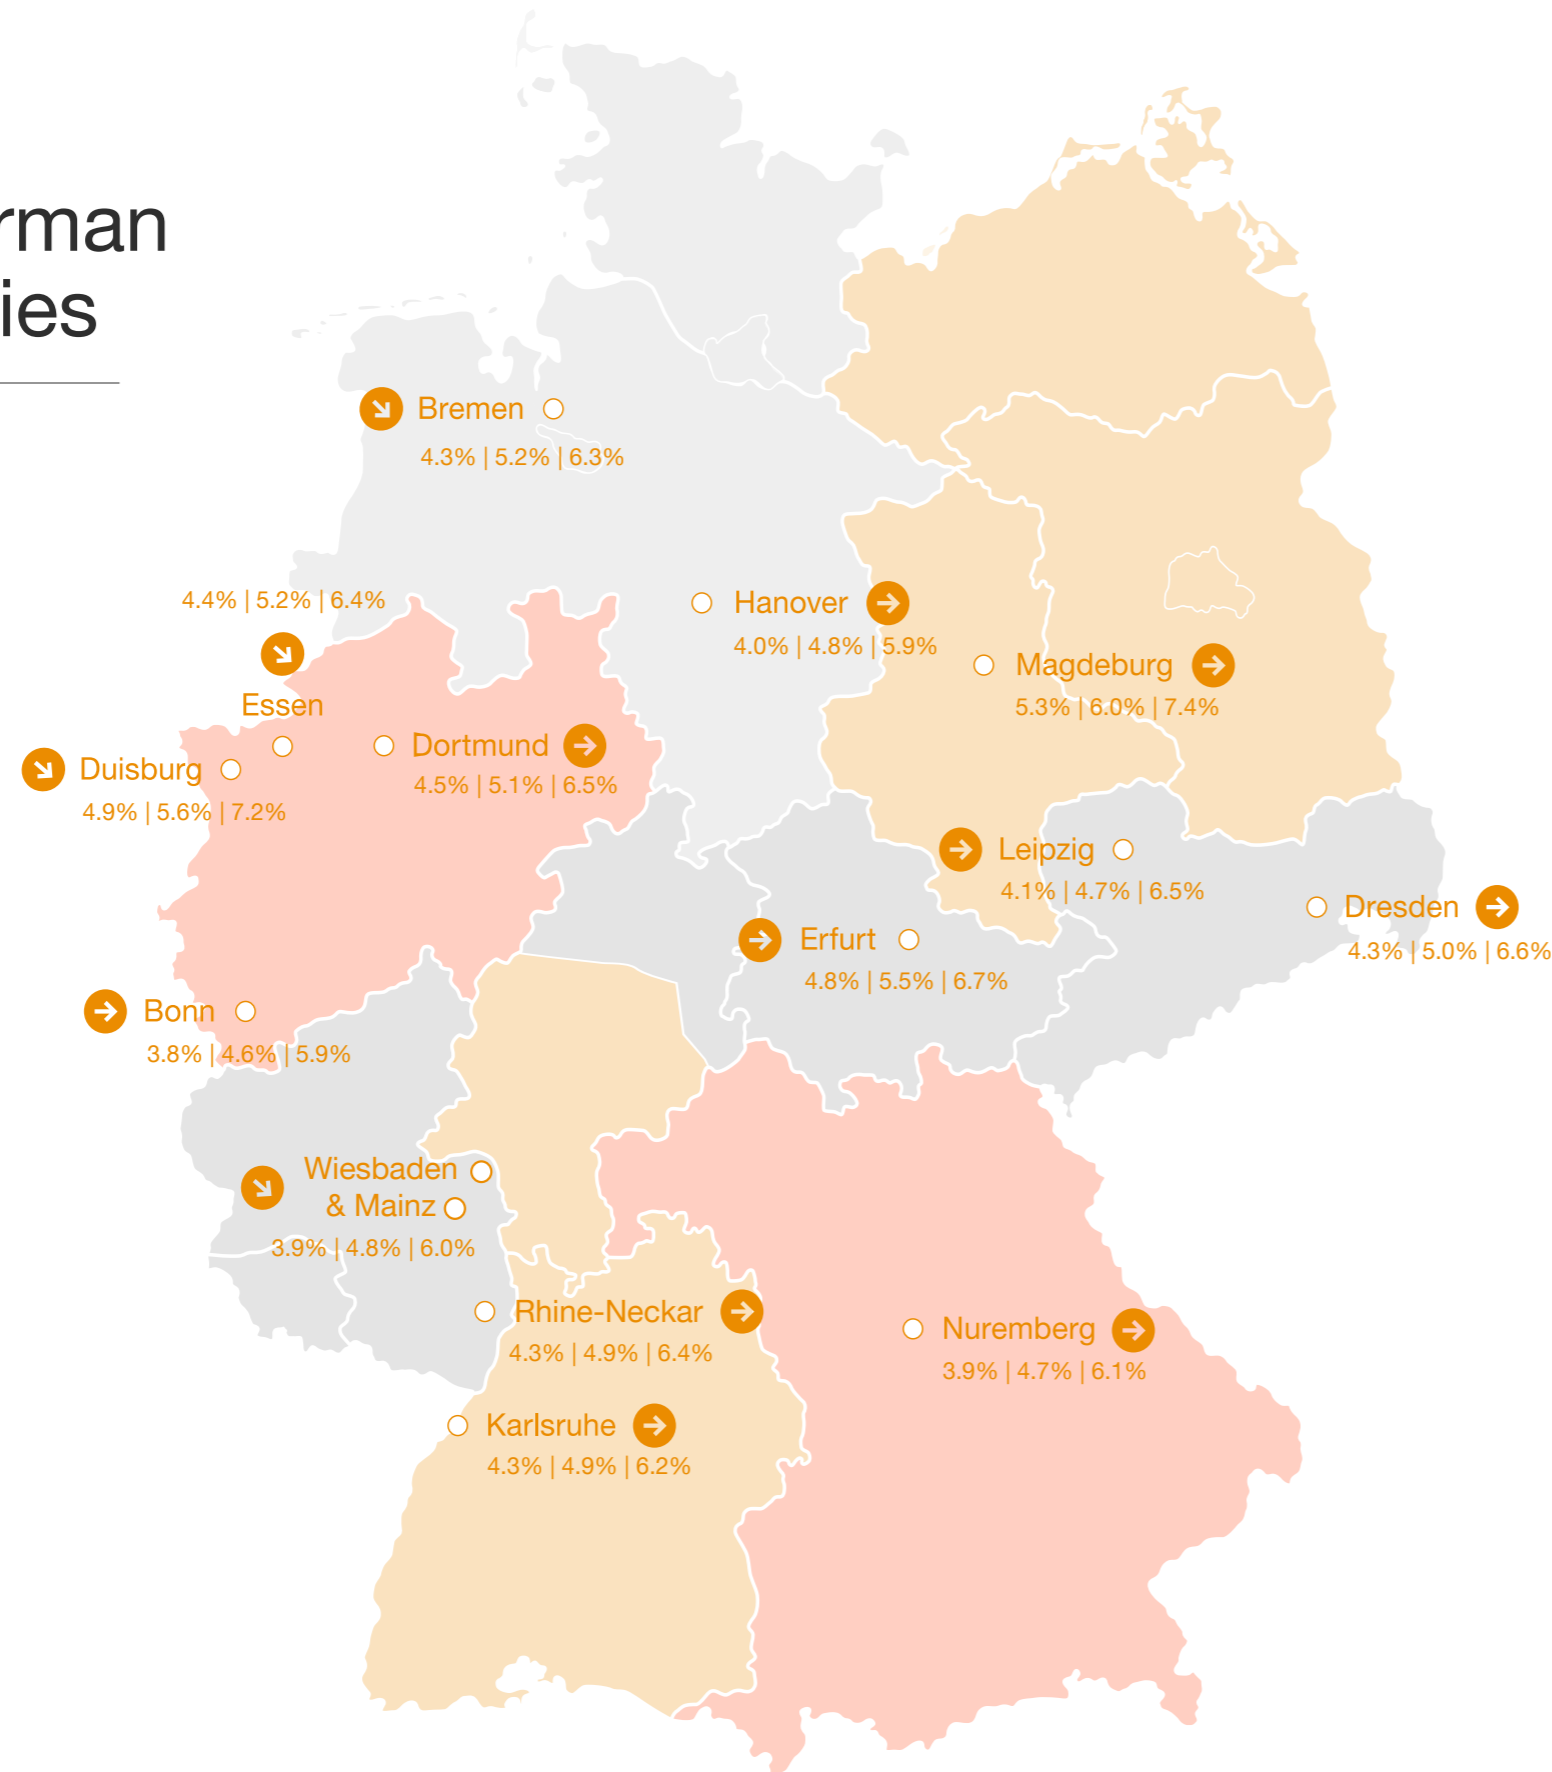 rman
ies
Bremen
4.3% | 5.2% | 6.3%
4.4% | 5.2% | 6.4%
Essen
Hanover
4.0% | 4.8% | 5.9%
Magdeburg
5.3% | 6.0% | 7.4%
Duisburg
4.9% | 5.6% | 7.2%
Dortmund
4.5% | 5.1% | 6.5%
Leipzig
4.1% | 4.7% | 6.5%
Dresden
4.3% | 5.0% | 6.6%
Erfurt
4.8% | 5.5% | 6.7%
Bonn
3.8% | 4.6% | 5.9%
Wiesbaden
& Mainz
3.9% | 4.8% | 6.0%
Rhine-Neckar
4.3% | 4.9% | 6.4%
Nuremberg
3.9% | 4.7% | 6.1%
Karlsruhe
4.3% | 4.9% | 6.2%